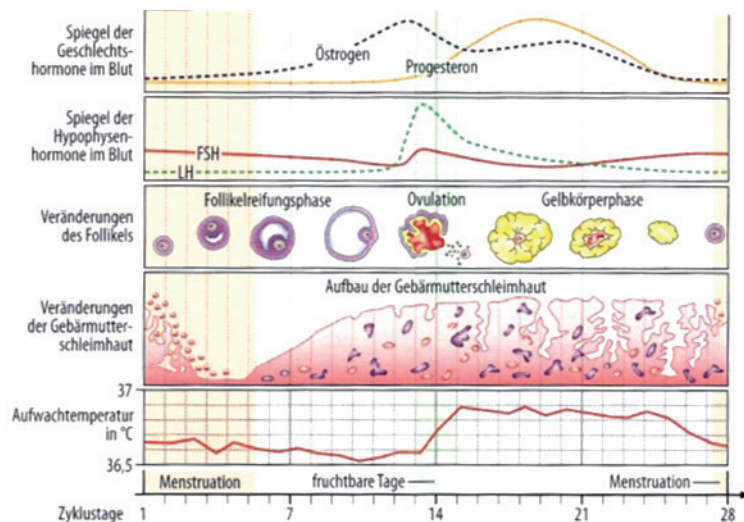 Spiegel der
Geschlechts-
hormone im Blut
Östrogen
Progesteron
Spiegel der
Hypophysen-
hormone im Blut
FSH
LH
Veränderungen
des Follikels
Follikelreifungsphase
Ovulation
Gelbkörperphase
Veränderungen
der Gebärmutter-
schleimhaut
Aufbau der Gebärmutterschleimhaut
37
Aufwachtemperatur
in °C
36,5
Menstruation
fruchtbare Tage
Menstruation
Zyklustage
1
7
14
21
28